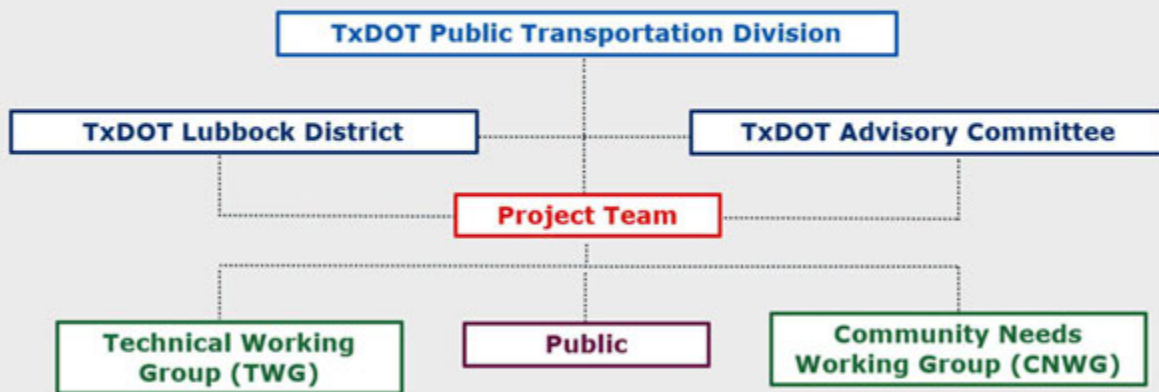 TxDOT Public Transportation Division
TxDOT Lubbock District
TxDOT Advisory Committee
Project Team
Technical Working
Group (TWG)
Public
Community Needs
Working Group (CNWG)